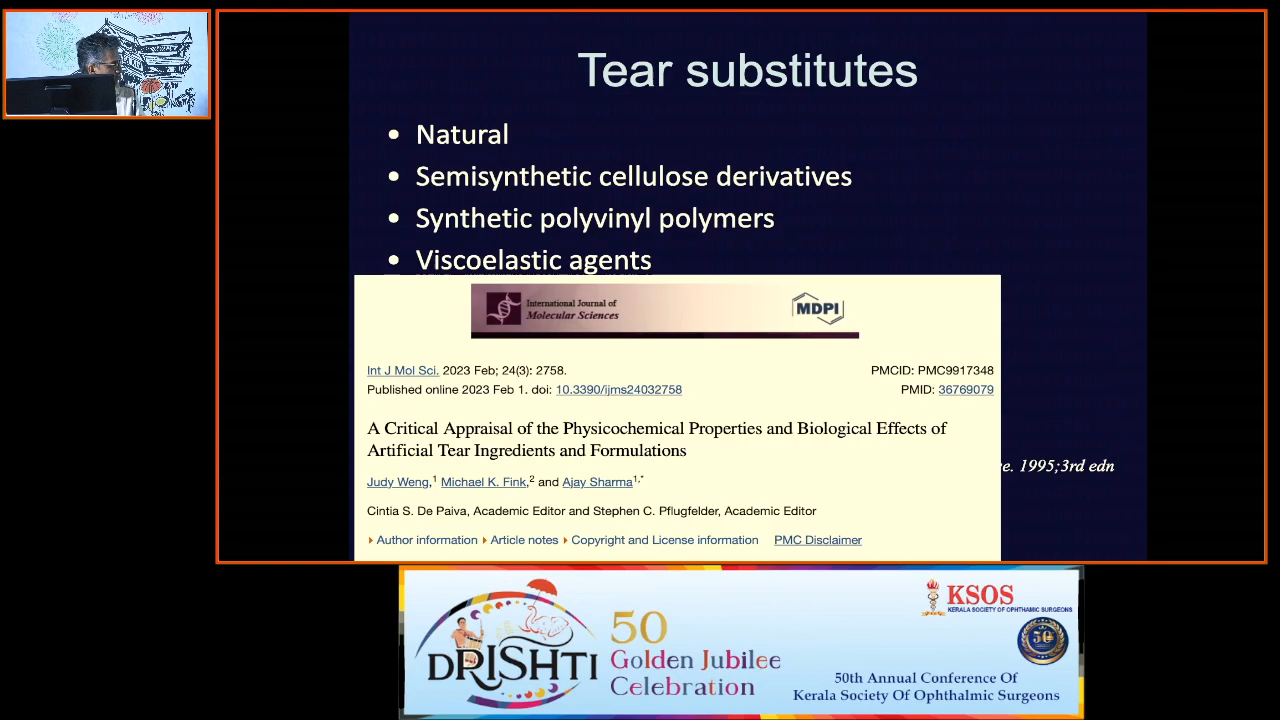 Tear substitutes
• Natural
• Semisynthetic cellulose derivatives
• Synthetic polyvinyl polymers
• Viscoelastic agents
International Journal of
Molecular Sciences
MDPI
Int J Mol Sci. 2023 Feb; 24(3): 2758.
PMCID: PMC9917348
Published online 2023 Feb 1. doi: 10.3390/ijms24032758
PMID: 36769079
A Critical Appraisal of the Physicochemical Properties and Biological Effects of
Artificial Tear Ingredients and Formulations
Judy Weng,1 Michael K. Fink,2 and Ajay Sharma1,*
Cintia S. De Paiva, Academic Editor and Stephen C. Pflugfelder, Academic Editor
Author information Article notes Copyright and License information PMC Disclaimer
1995;3rd edn
DRISHTI
50
Golden Jubilee
Celebration
KSOS
KERALA SOCIETY OF OPHTHAMIC SURGEONS
50
50th Annual Conference Of
Kerala Society Of Ophthalmic Surgeons